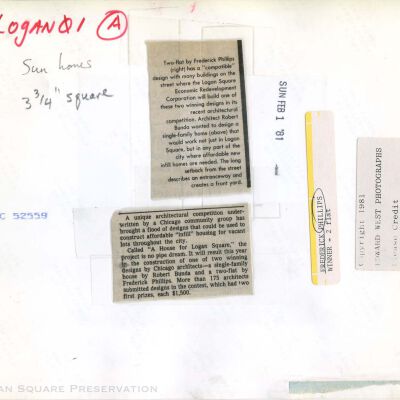 LOGAN Q1 (A)
Sun homes
3 3/4" square
Two-flat by Frederick Phillips
(right) has a "compatible"
design with many buildings on the
street where the Logan Square
Economic Redevelopment
Corporation will build one of
these two winning designs in its
recent architectural
competition. Architect Robert
Bunda wanted to design a
single-family home (above) that
would work not just in Logan
Square, but in any part of the
city where affordable new
infill homes are needed. The long
setback from the street
describes an entranceway and
creates a front yard.
SUN FEB 1 '81
C 52559
A unique architectural competition under-
written by a Chicago community group has
brought a flood of designs that could be used to
construct affordable "infill" housing for vacant
lots throughout the city.
Called "A House for Logan Square," the
project is no pipe dream. It will result this year
in the construction of one of two winning
designs by Chicago architects—a single-family
house by Robert Bunda and a two-flat by
Frederick Phillips. More than 175 architects
submitted designs in the contest, which had two
first prizes, each $1,500.
FREDERICK PHILLIPS
WINNER - 2 flat
Copyright 1981
HOWARD WEST PHOTOGRAPHS
Please Credit
AN SQUARE PRESERVATION